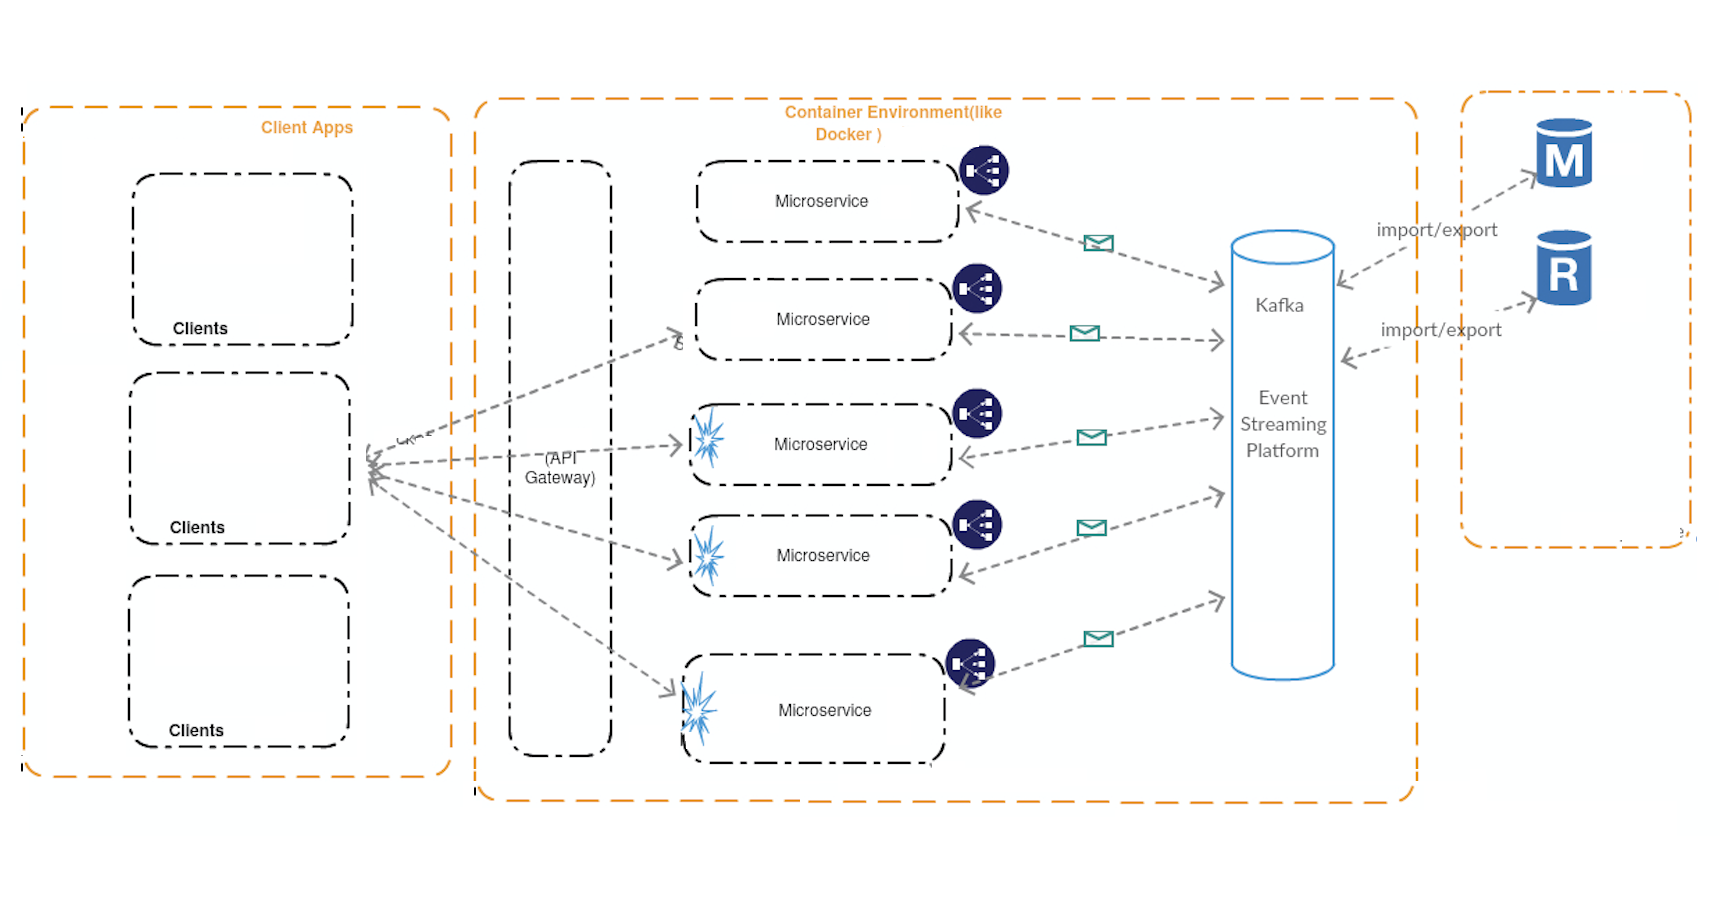 Client Apps
Clients
Clients
Clients
Container Environment(like
Docker )
(API
Gateway)
Microservice
Microservice
Microservice
Microservice
Microservice
Kafka
Event
Streaming
Platform
import/export
import/export
M
R